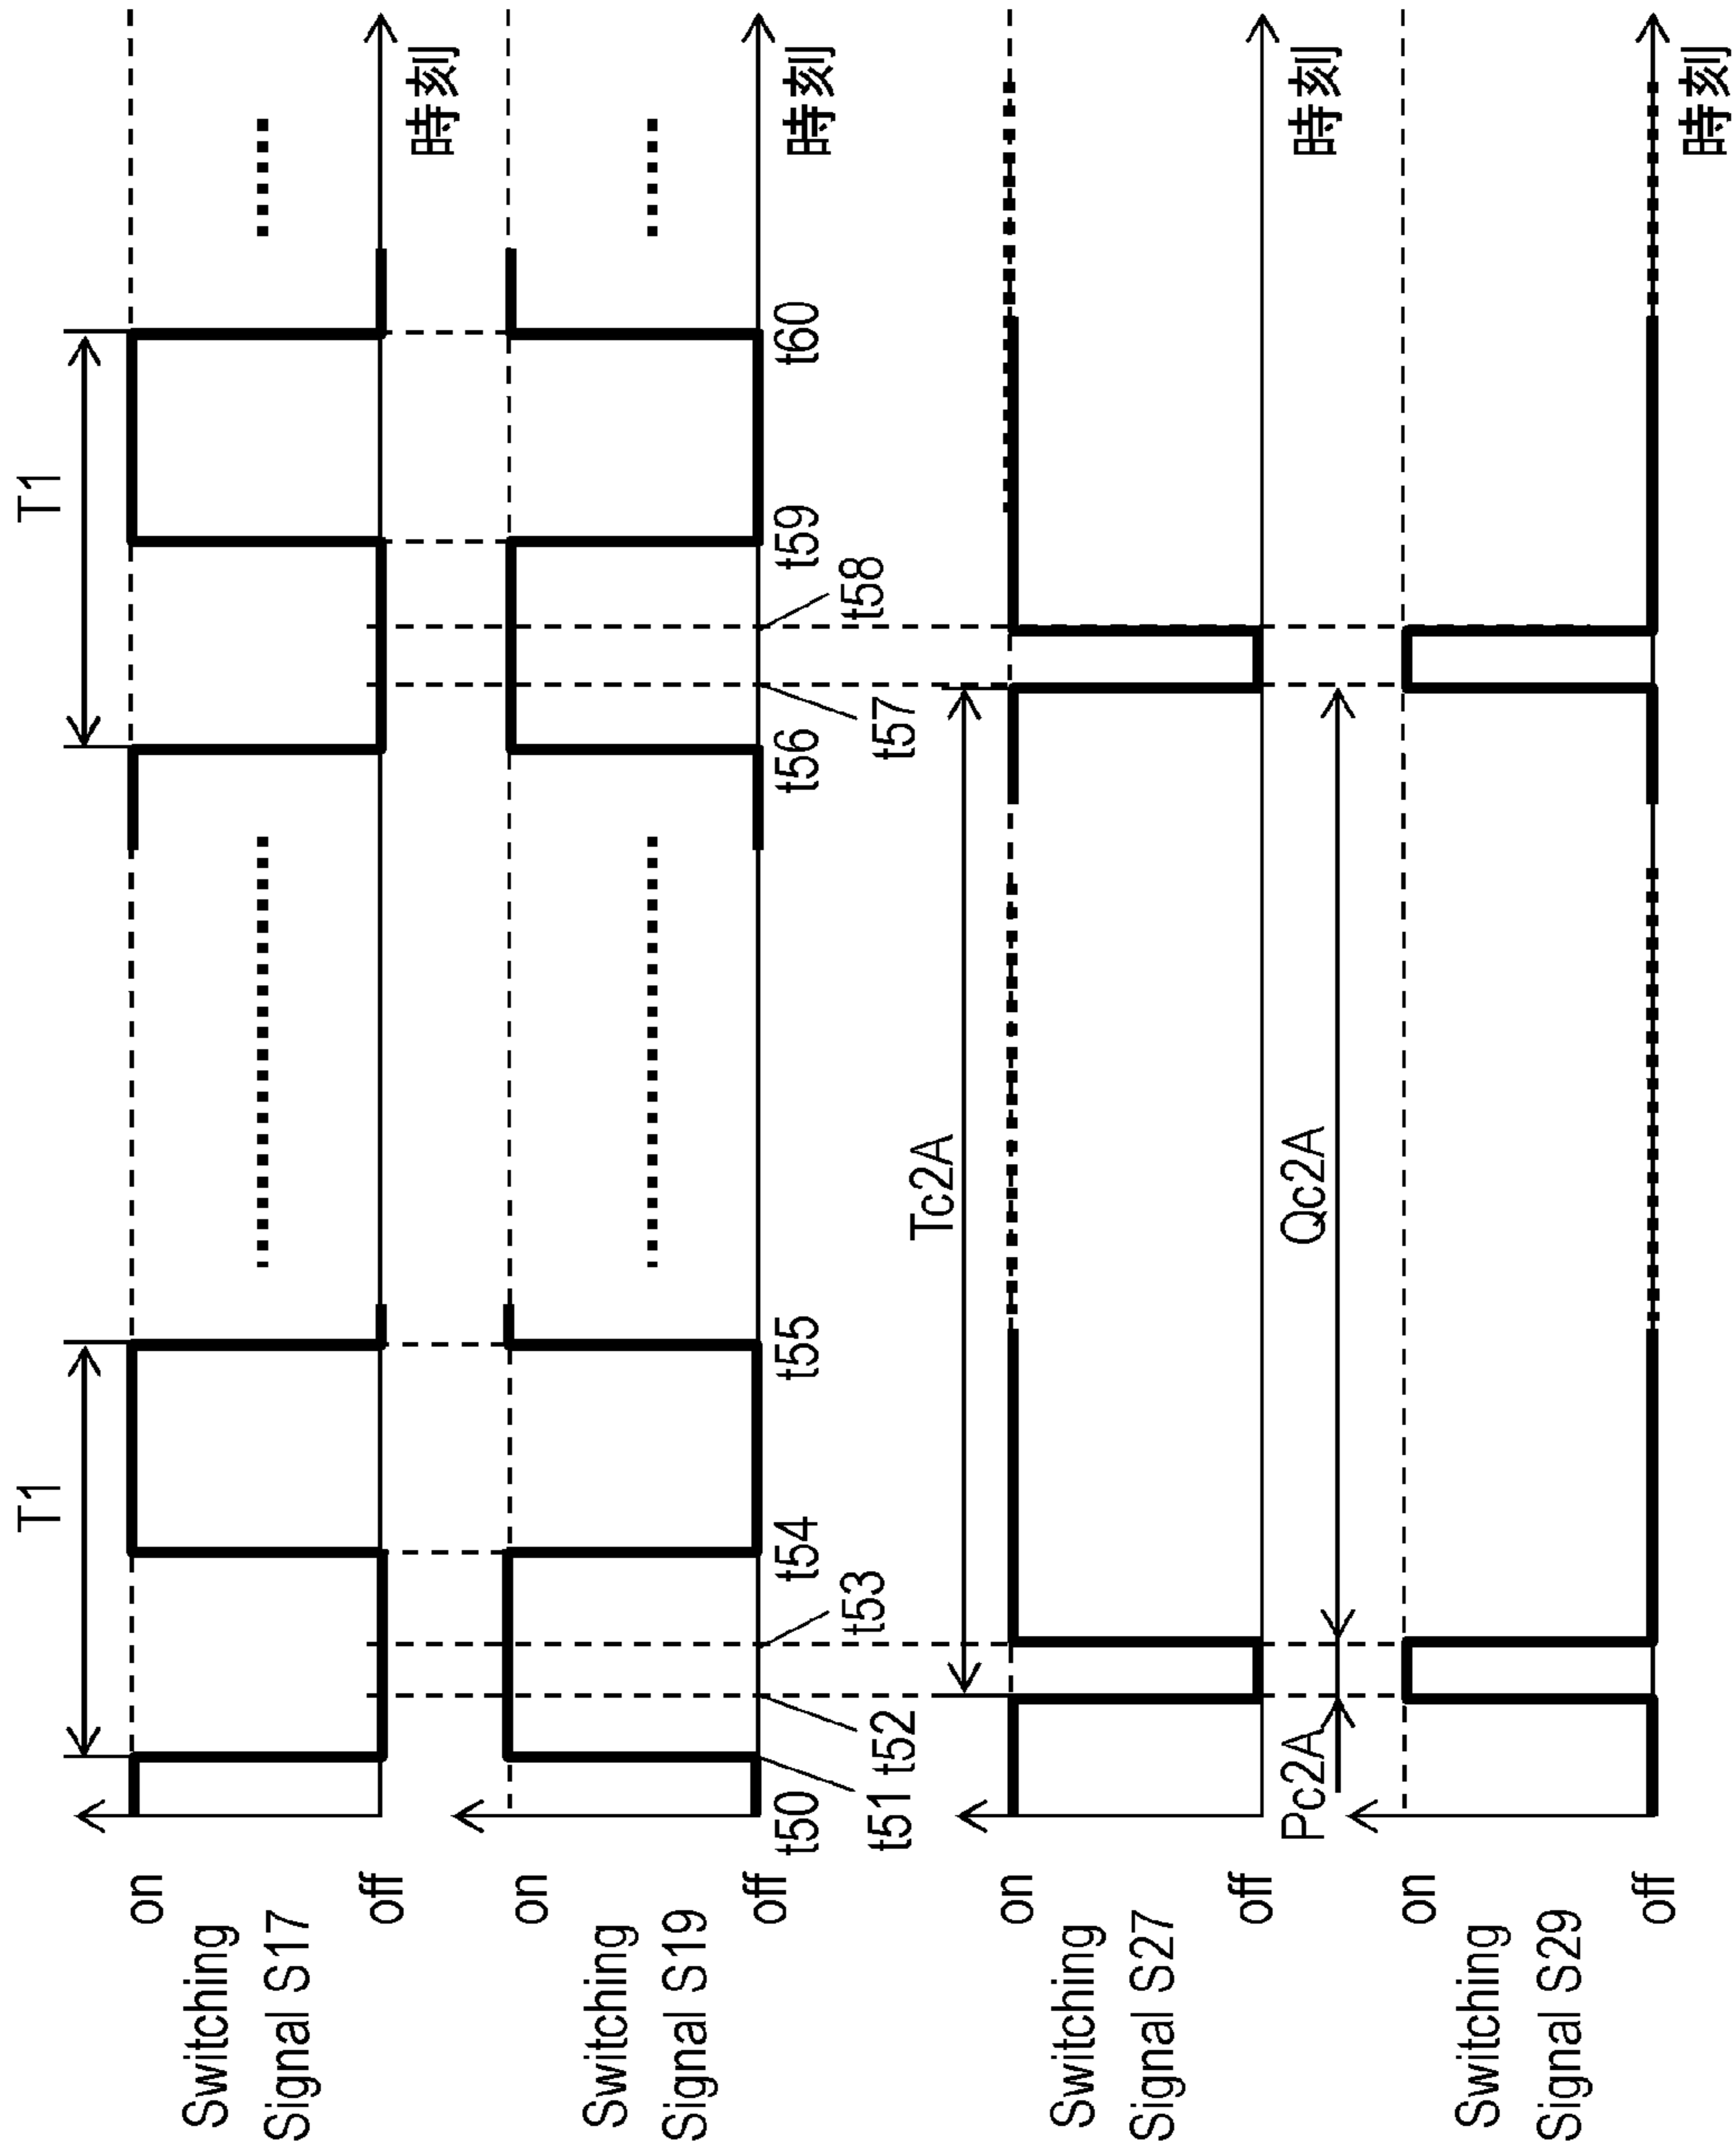 T1
T1
on
Switching
Signal S17
off
時刻
on
Switching
Signal S19
off
時刻
t50
t51
t52
t53
t54
t55
t56
t57
t58
t59
t60
Tc2A
on
Switching
Signal S27
off
時刻
Pc2A
Qc2A
on
Switching
Signal S29
off
時刻